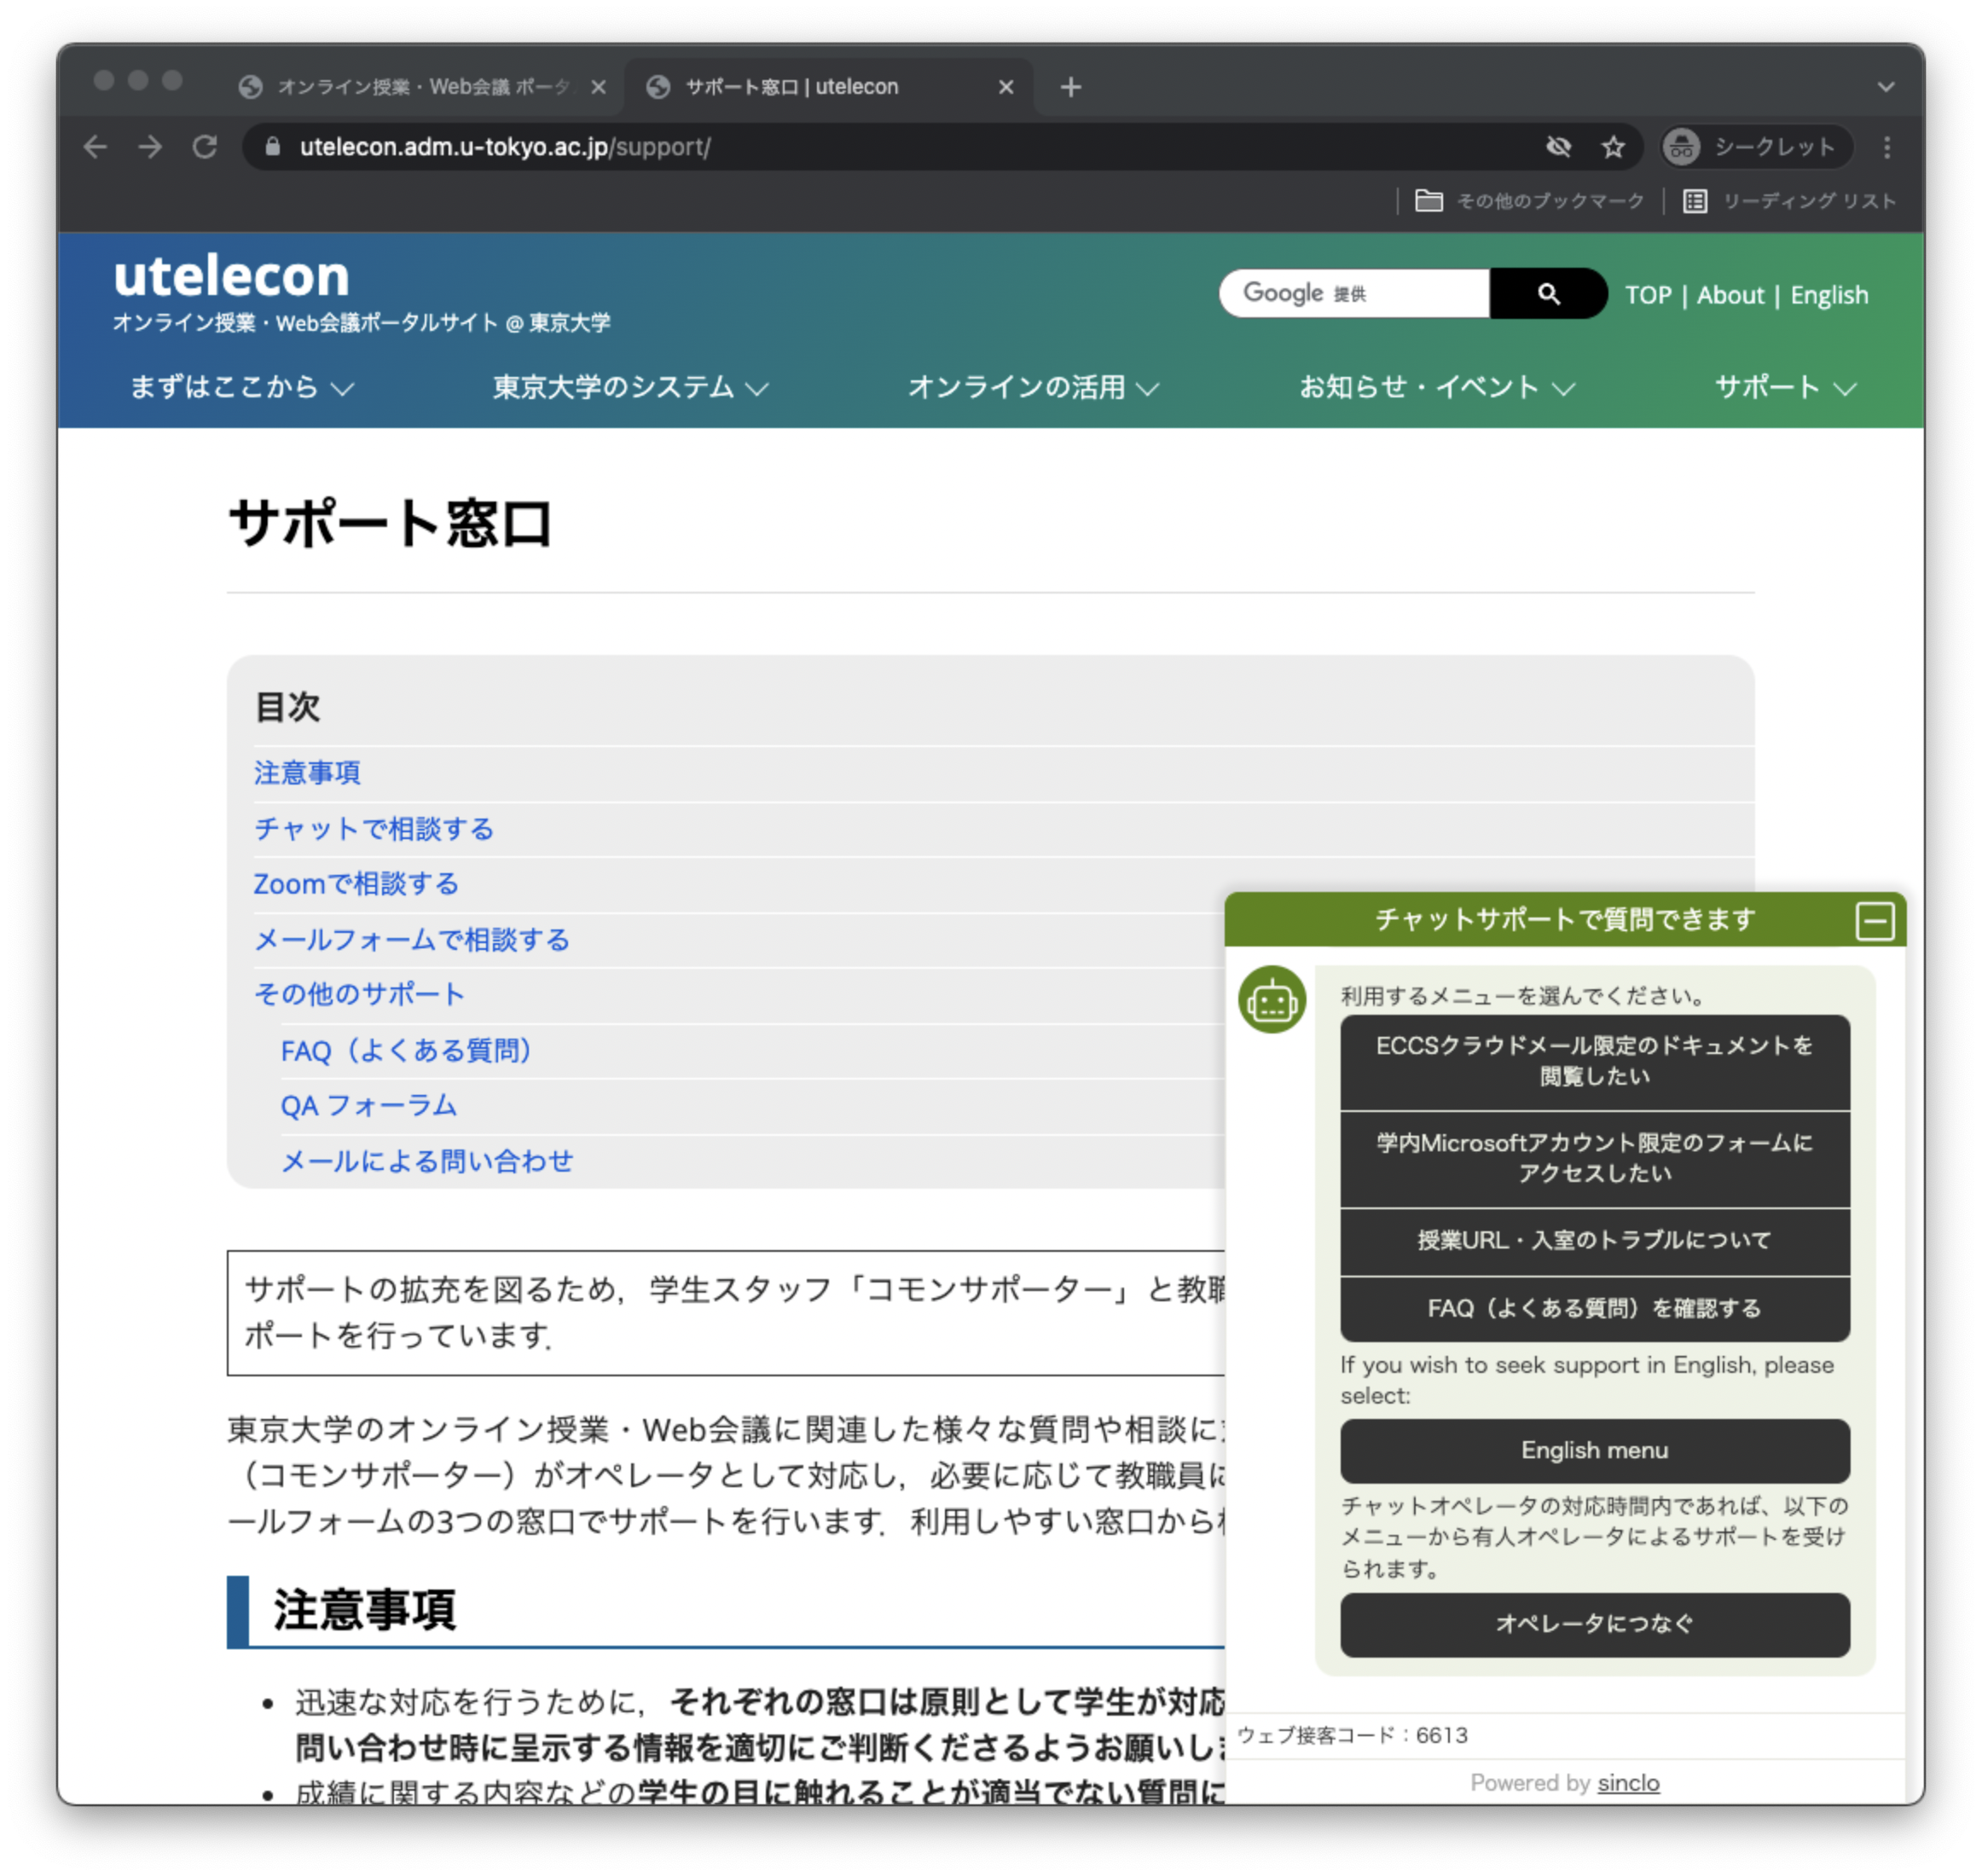 オンライン授業・Web会議 ポータ
サポート窓口 | utelecon
utelecon.adm.u-tokyo.ac.jp/support/
シークレット
その他のブックマーク
リーディング リスト
utelecon
オンライン授業・Web会議ポータルサイト @ 東京大学
Google 提供
TOP | About | English
まずはここから
東京大学のシステム
オンラインの活用
お知らせ・イベント
サポート
サポート窓口
目次
注意事項
チャットで相談する
Zoomで相談する
メールフォームで相談する
その他のサポート
FAQ（よくある質問）
QA フォーラム
メールによる問い合わせ
サポートの拡充を図るため，学生スタッフ「コモンサポーター」と教職
ポートを行っています．
東京大学のオンライン授業・Web会議に関連した様々な質問や相談に
（コモンサポーター）がオペレータとして対応し，必要に応じて教職員に
ールフォームの3つの窓口でサポートを行います．利用しやすい窓口から
注意事項
• 迅速な対応を行うために，それぞれの窓口は原則として学生が対応
問い合わせ時に呈示する情報を適切にご判断くださるようお願いしま
• 成績に関する内容などの学生の目に触れることが適当でない質問に
チャットサポートで質問できます
利用するメニューを選んでください。
ECCSクラウドメール限定のドキュメントを
閲覧したい
学内Microsoftアカウント限定のフォームに
アクセスしたい
授業URL・入室のトラブルについて
FAQ（よくある質問）を確認する
If you wish to seek support in English, please
select:
English menu
チャットオペレータの対応時間内であれば、以下の
メニューから有人オペレータによるサポートを受け
られます。
オペレータにつなぐ
ウェブ接客コード：6613
Powered by sinclo